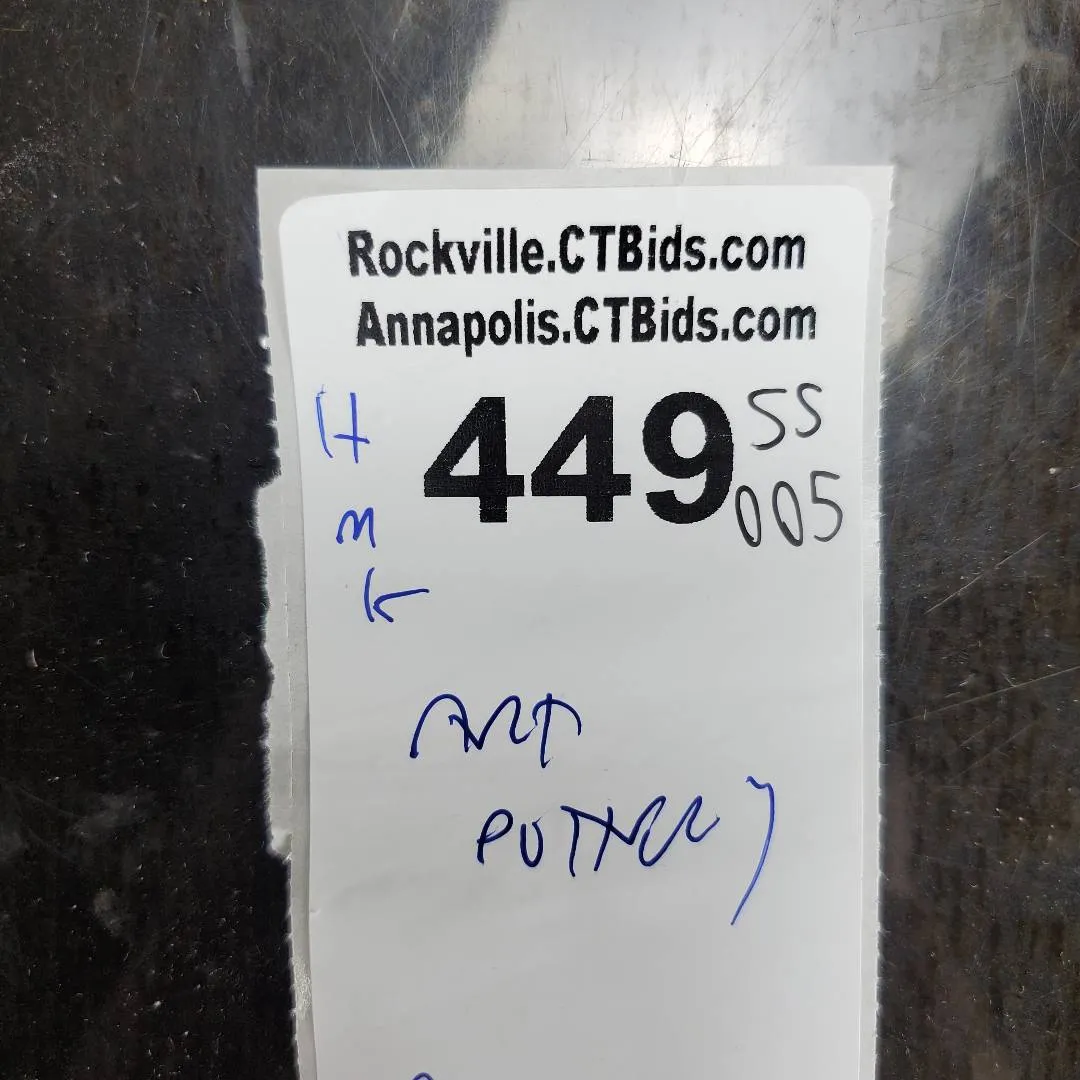 Rockville.CTBids.com
Annapolis.CTBids.com
H 449 SS
005
M
K
ART
POTTERY